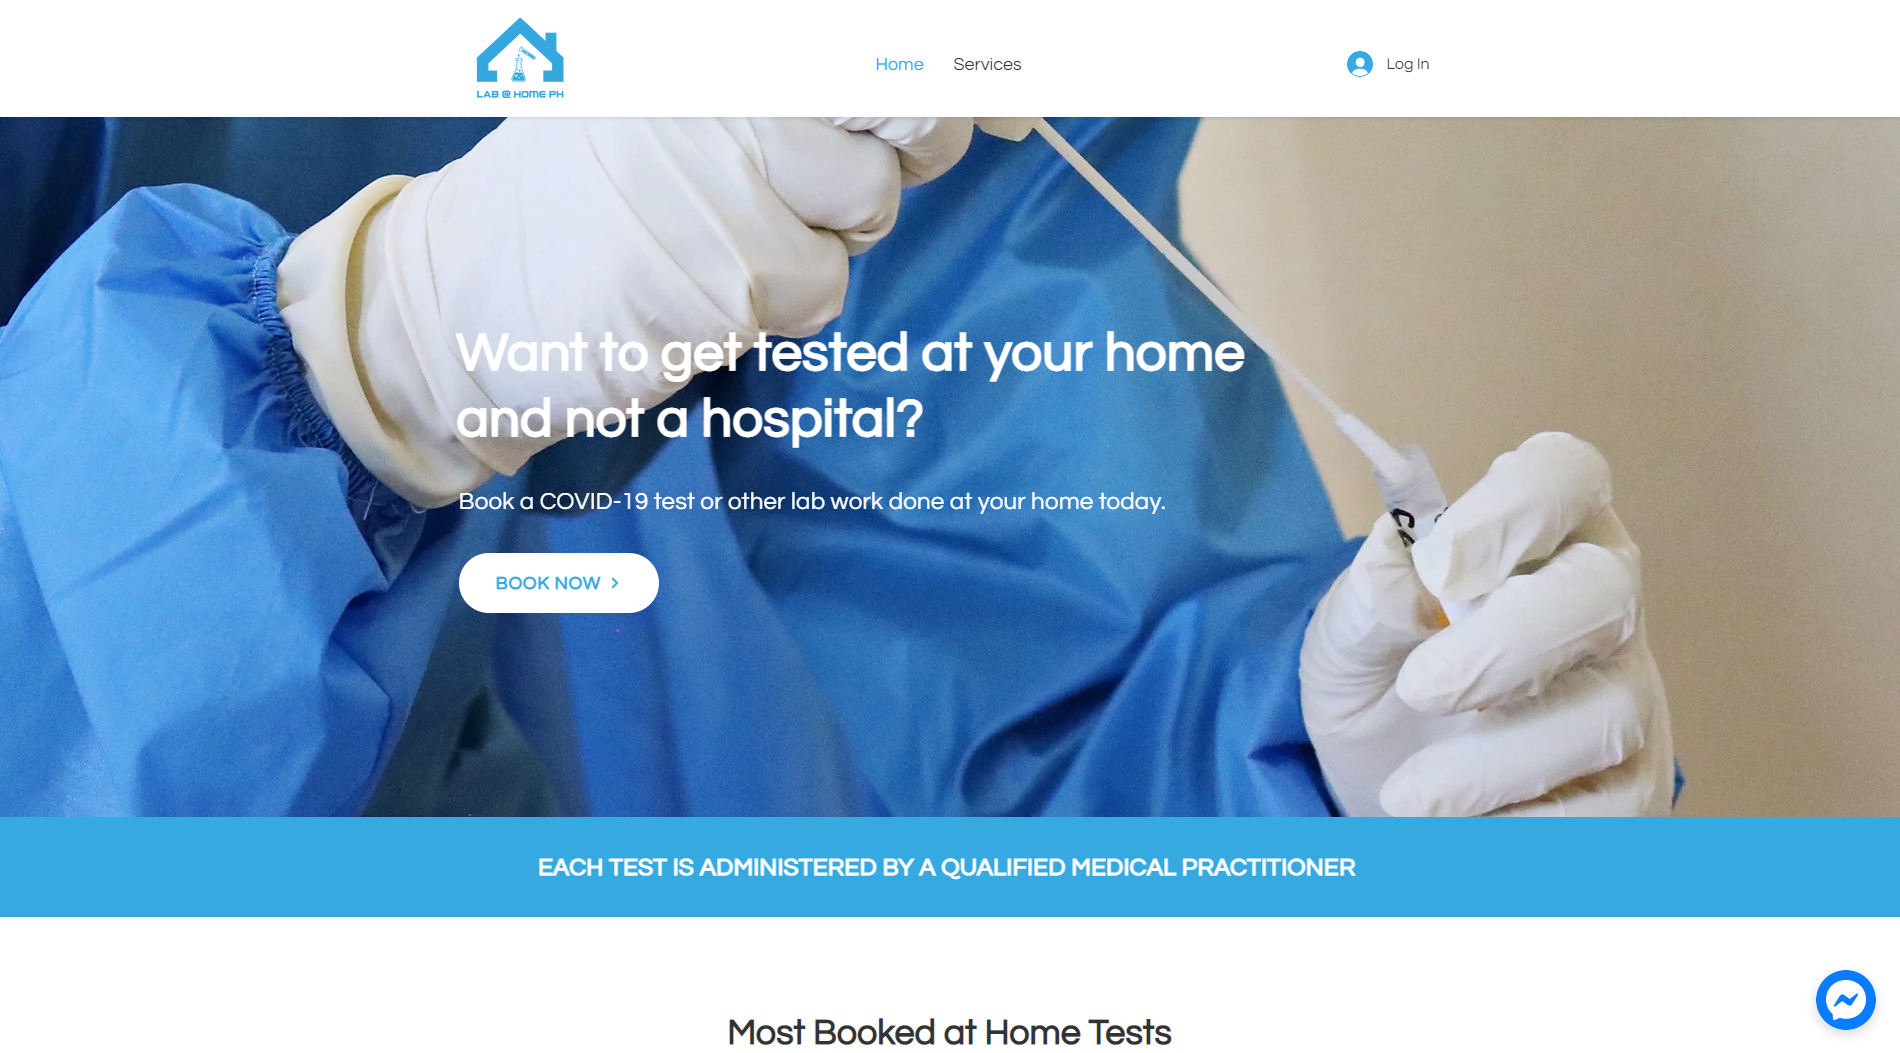 LAB @ HOME PH
Home
Services
Log In
Want to get tested at your home
and not a hospital?
Book a COVID-19 test or other lab work done at your home today.
BOOK NOW >
EACH TEST IS ADMINISTERED BY A QUALIFIED MEDICAL PRACTITIONER
Most Booked at Home Tests